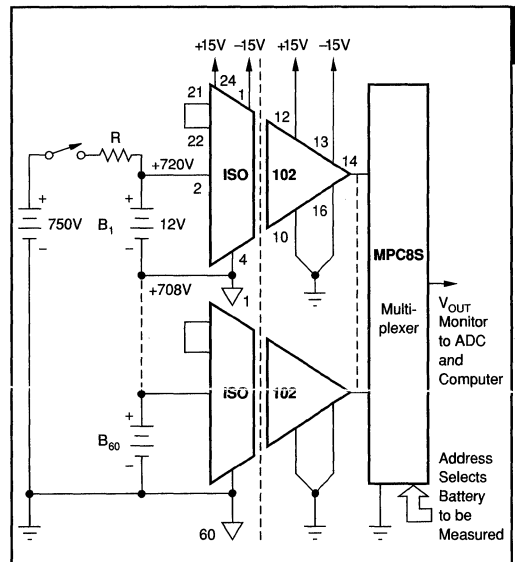 +15V –15V +15V –15V
24
21
1
12
22
R
13
+720V
14
2
ISO 102
+ +
16
750V B1 12V
10
MPC8S
– –
4
+708V
1
Multi-
plexer
VOUT
Monitor
to ADC
and
Computer
ISO 102
+
B60
–
Address
Selects
Battery
to be
Measured
60